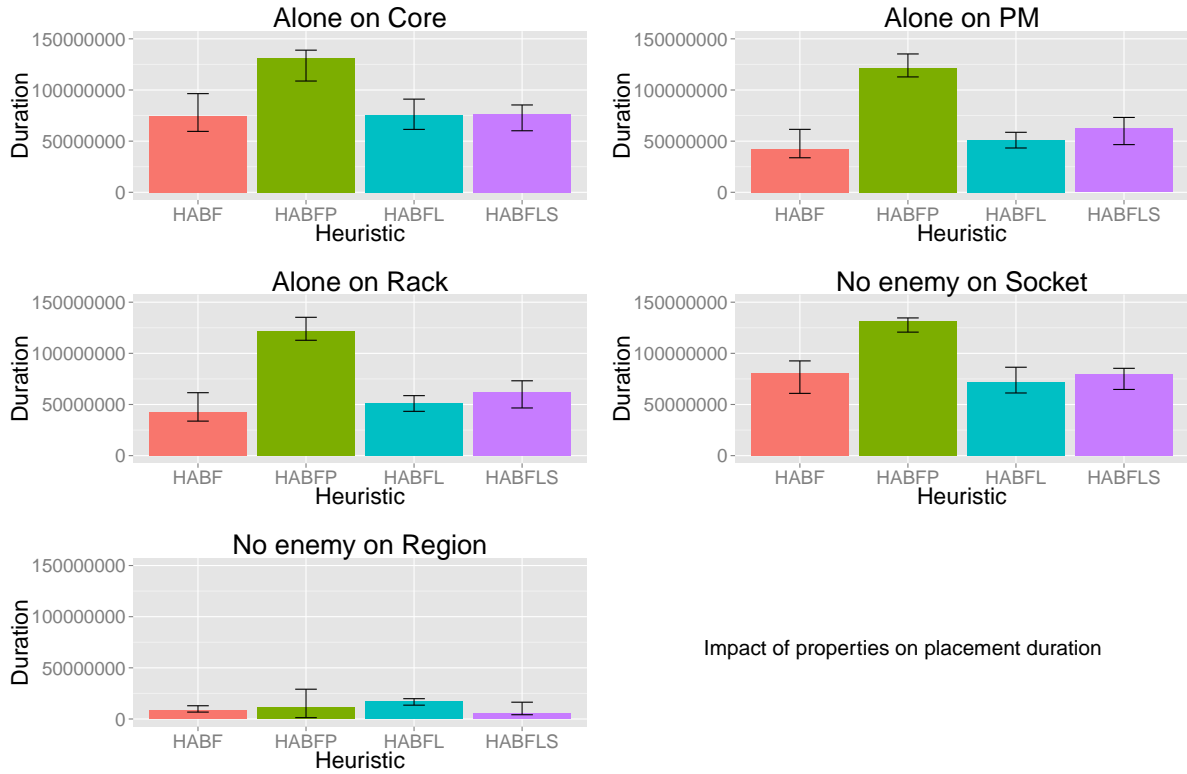 Alone on Core
Duration
150000000
100000000
50000000
0
HABF HABFP HABFL HABFLS
Heuristic
Alone on PM
Duration
150000000
100000000
50000000
0
HABF HABFP HABFL HABFLS
Heuristic
Alone on Rack
Duration
150000000
100000000
50000000
0
HABF HABFP HABFL HABFLS
Heuristic
No enemy on Socket
Duration
150000000
100000000
50000000
0
HABF HABFP HABFL HABFLS
Heuristic
No enemy on Region
Duration
150000000
100000000
50000000
0
HABF HABFP HABFL HABFLS
Heuristic
Impact of properties on placement duration